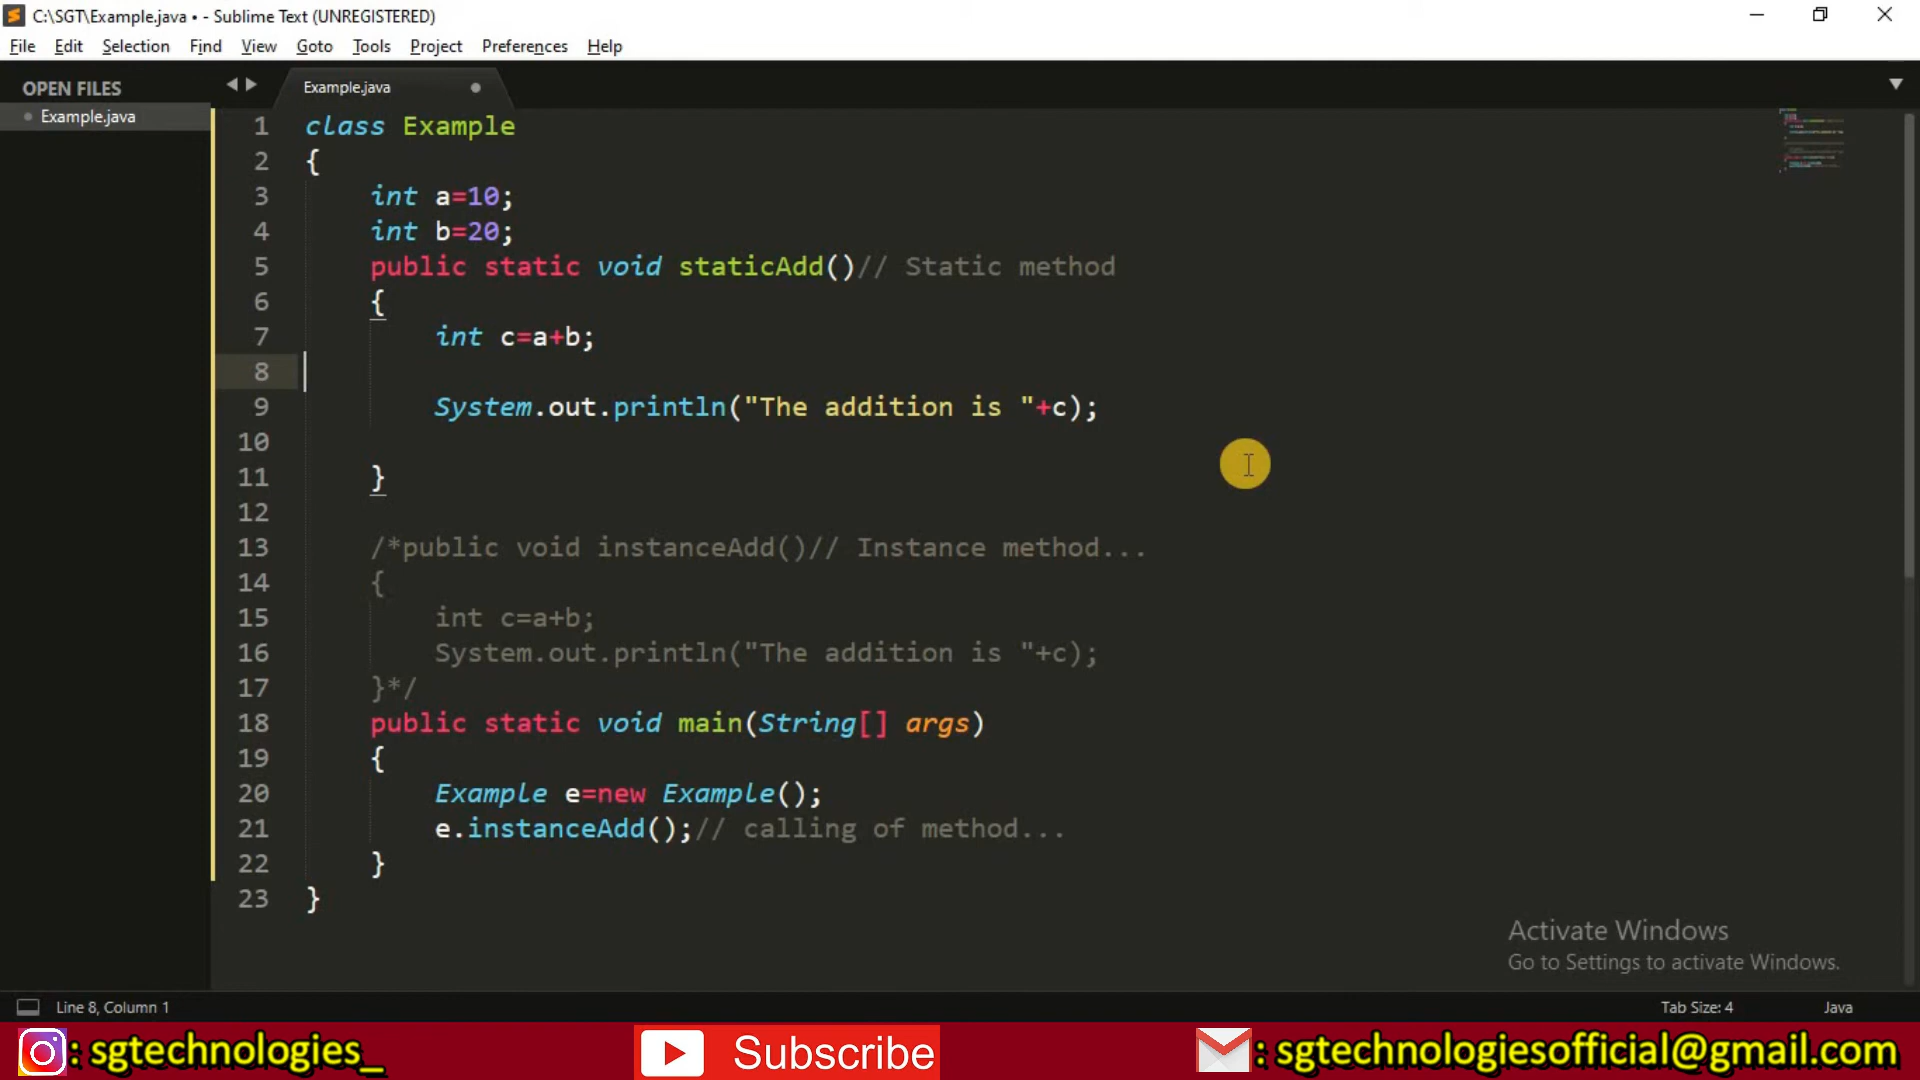 C:\SGT\Example.java • - Sublime Text (UNREGISTERED)
File Edit Selection Find View Goto Tools Project Preferences Help
OPEN FILES
Example.java
Example.java
1 class Example
2 {
3 int a=10;
4 int b=20;
5 public static void staticAdd()// Static method
6 {
7 int c=a+b;
8
9 System.out.println("The addition is "+c);
10
11 }
12
13 /*public void instanceAdd()// Instance method...
14 {
15 int c=a+b;
16 System.out.println("The addition is "+c);
17 }*/
18 public static void main(String[] args)
19 {
20 Example e=new Example();
21 e.instanceAdd();// calling of method...
22 }
23 }
Activate Windows
Go to Settings to activate Windows.
Line 8, Column 1
Tab Size: 4
Java
: sgtechnologies_
Subscribe
: sgtechnologiesofficial@gmail.com